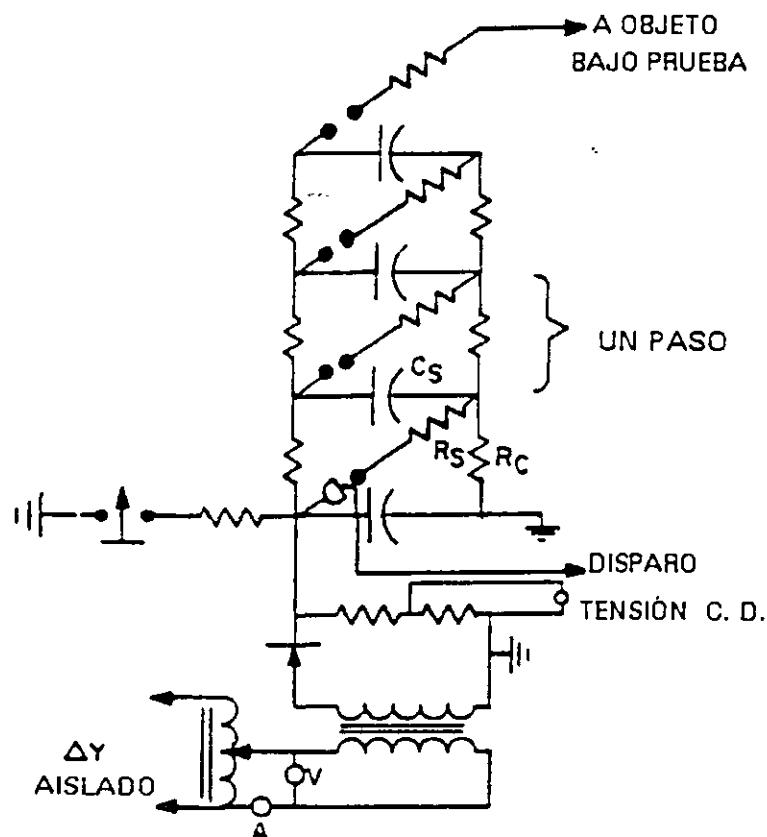 A OBJETO
BAJO PRUEBA
UN PASO
CS
RS
RC
DISPARO
TENSIÓN C. D.
ΔY
AISLADO
V
A